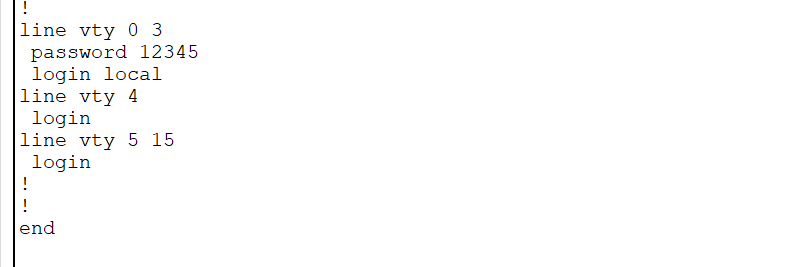 !
line vty 0 3
 password 12345
 login local
line vty 4
 login
line vty 5 15
 login
!
!
end